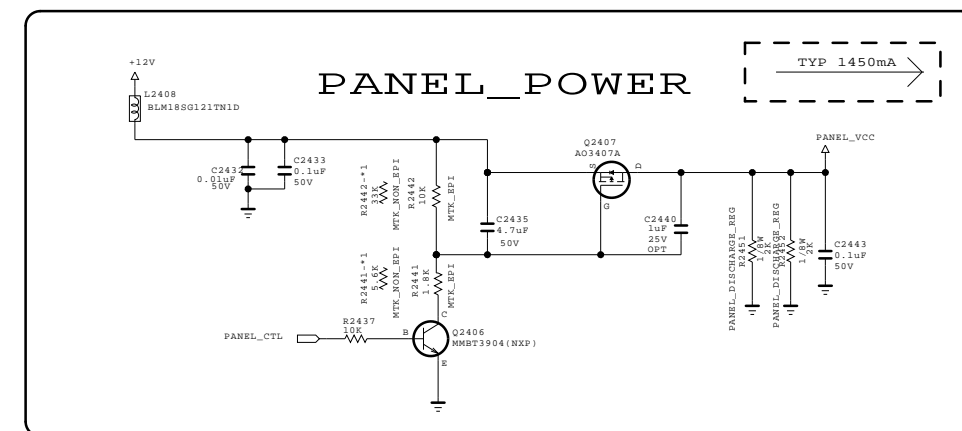 PANEL_POWER
TYP 1450mA
+12V
L2408
BLM18SG121TN1D
C2432
0.01uF
50V
C2433
0.1uF
50V
R2442-*1
33K
MTK_NON_EPI
R2442
10K
MTK_EPI
C2435
4.7uF
50V
Q2407
AO3407A
S
D
G
C2440
1uF
25V
OPT
PANEL_VCC
PANEL_DISCHARGE_REG
R2451
1/8W
2K
PANEL_DISCHARGE_REG
R2452
1/8W
2K
C2443
0.1uF
50V
R2441-*1
5.6K
MTK_NON_EPI
R2441
1.8K
MTK_EPI
PANEL_CTL
R2437
10K
B
C
E
Q2406
MMBT3904(NXP)